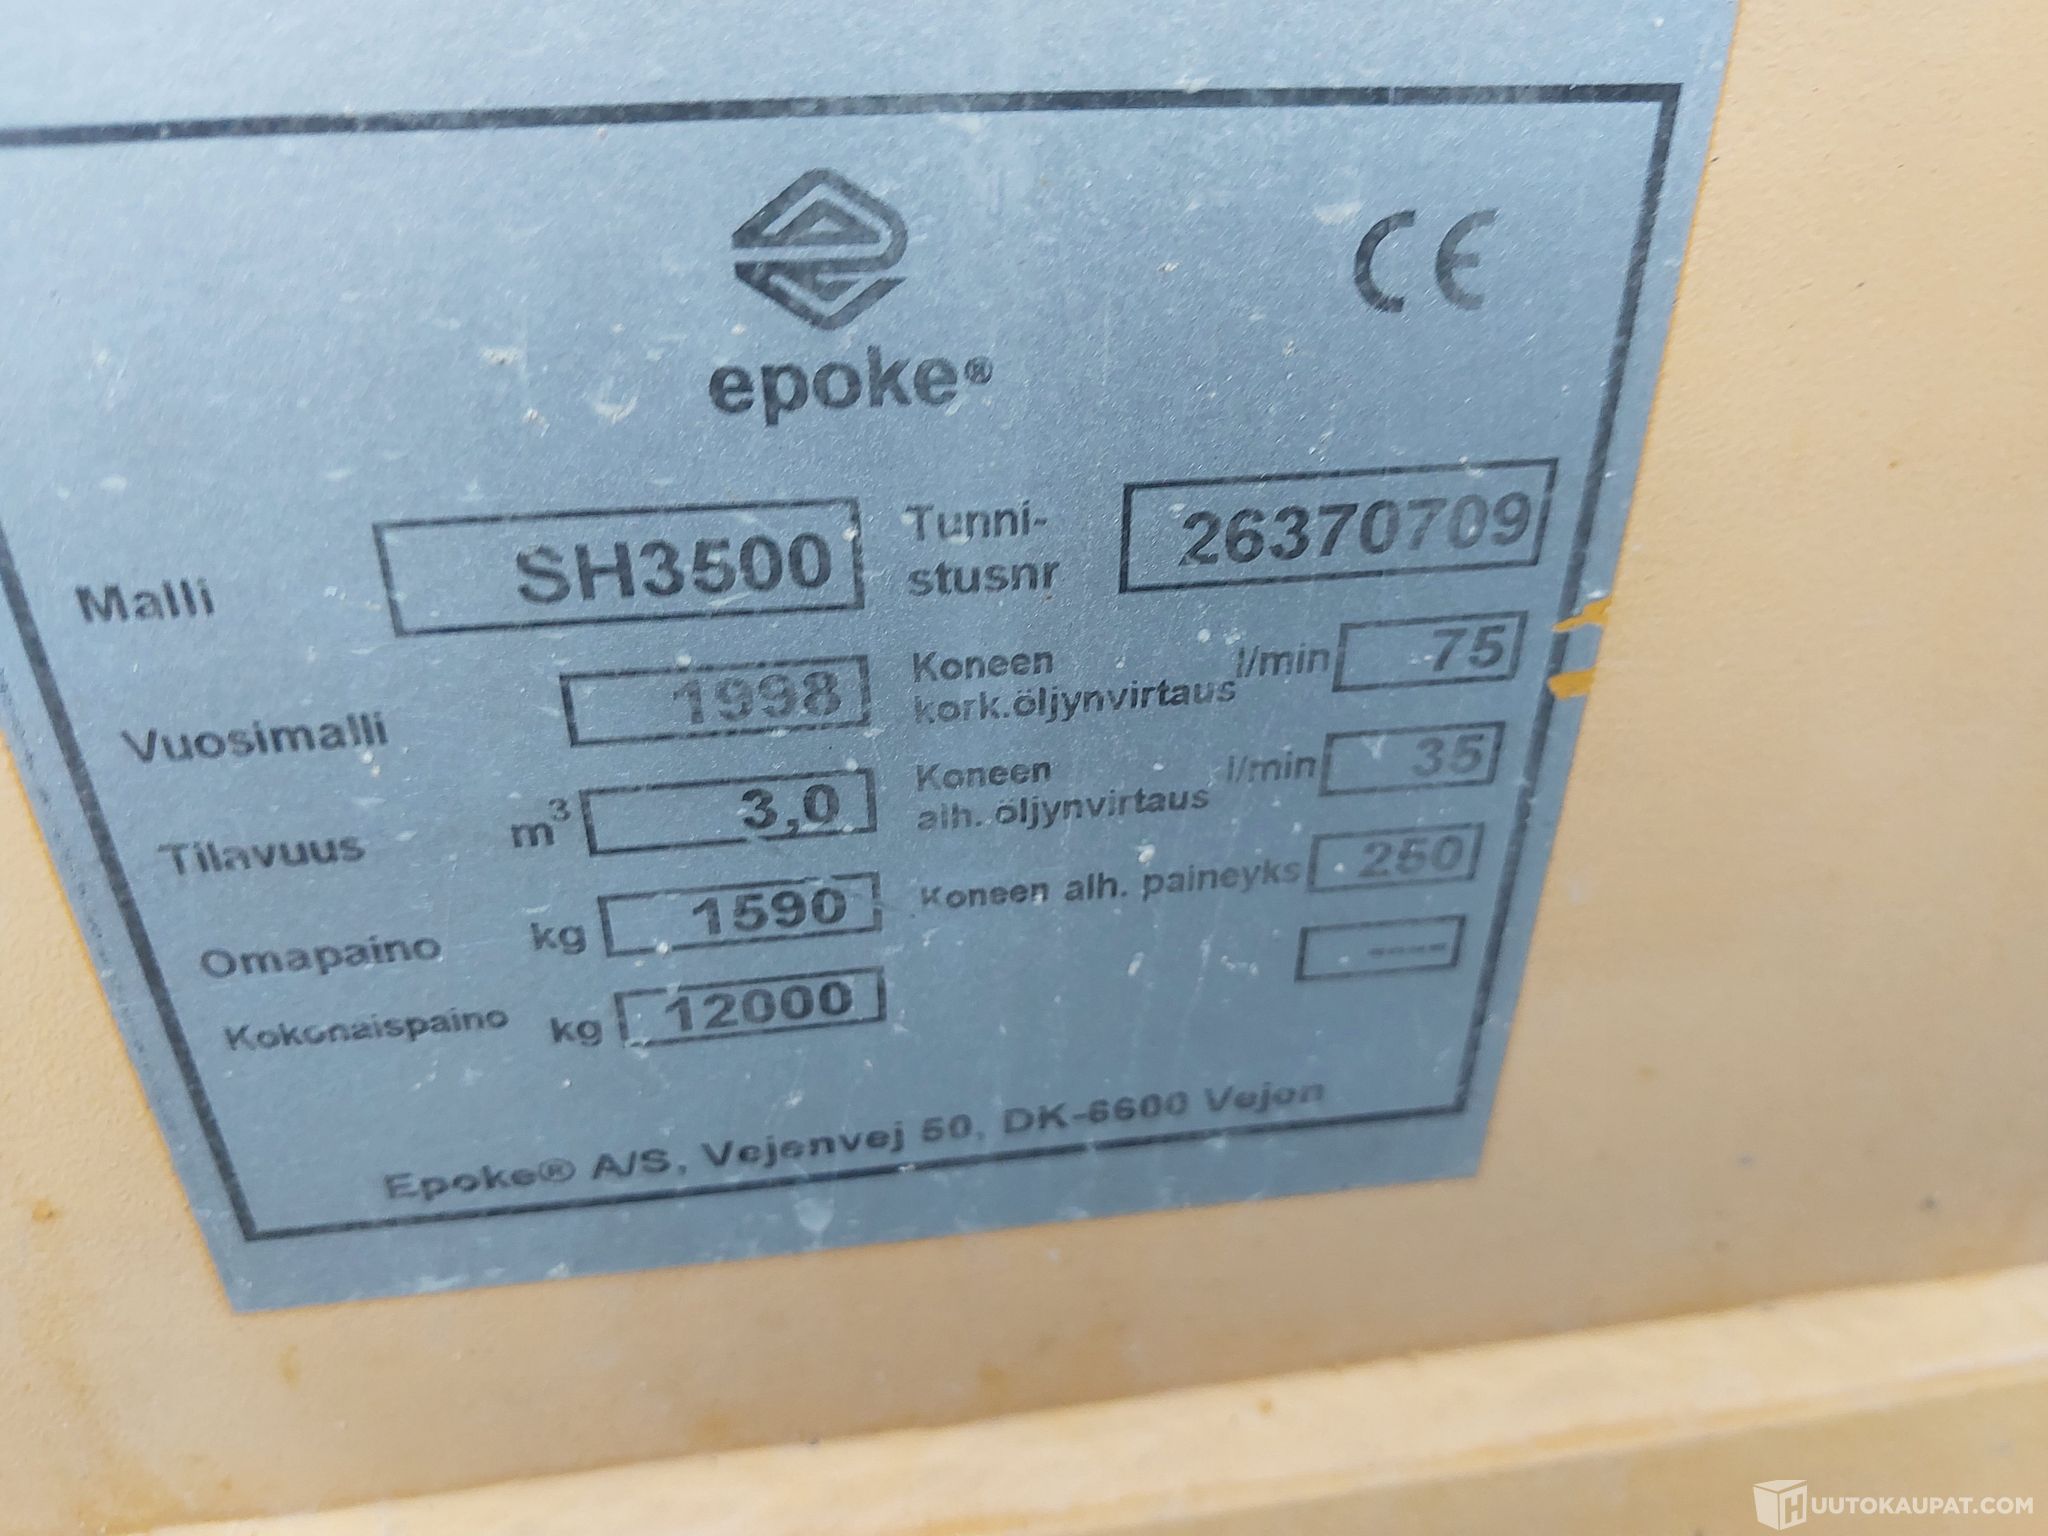 CE
epoke®
Malli SH3500
Vuosimalli 1998
Tilavuus m³ 3,0
Omapaino kg 1590
Kokonaispaino kg 12000
Tunni-
stusnr 26370709
Koneen
kork.öljynvirtaus l/min 75
Koneen
alh. öljynvirtaus l/min 35
Koneen alh. paineyks 250
----
Epoke® A/S, Vejenvej 50, DK-6600 Vejen
HUUTOKAUPAT.COM